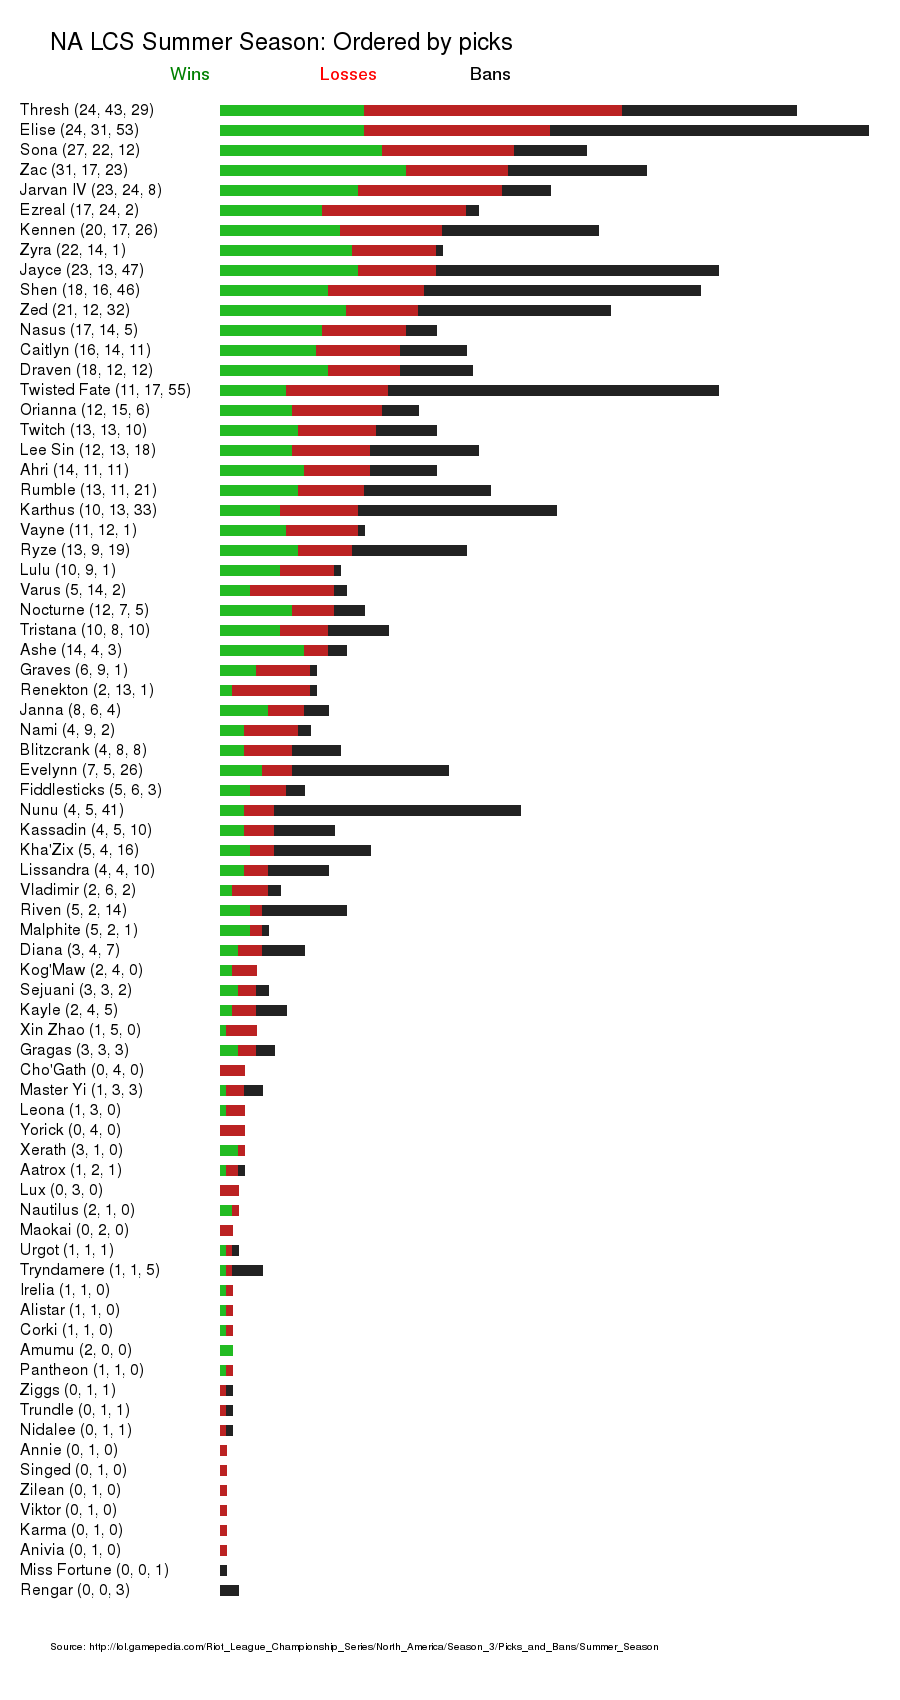 NA LCS Summer Season: Ordered by picks
Wins Losses Bans
Thresh (24, 43, 29)
Elise (24, 31, 53)
Sona (27, 22, 12)
Zac (31, 17, 23)
Jarvan IV (23, 24, 8)
Ezreal (17, 24, 2)
Kennen (20, 17, 26)
Zyra (22, 14, 1)
Jayce (23, 13, 47)
Shen (18, 16, 46)
Zed (21, 12, 32)
Nasus (17, 14, 5)
Caitlyn (16, 14, 11)
Draven (18, 12, 12)
Twisted Fate (11, 17, 55)
Orianna (12, 15, 6)
Twitch (13, 13, 10)
Lee Sin (12, 13, 18)
Ahri (14, 11, 11)
Rumble (13, 11, 21)
Karthus (10, 13, 33)
Vayne (11, 12, 1)
Ryze (13, 9, 19)
Lulu (10, 9, 1)
Varus (5, 14, 2)
Nocturne (12, 7, 5)
Tristana (10, 8, 10)
Ashe (14, 4, 3)
Graves (6, 9, 1)
Renekton (2, 13, 1)
Janna (8, 6, 4)
Nami (4, 9, 2)
Blitzcrank (4, 8, 8)
Evelynn (7, 5, 26)
Fiddlesticks (5, 6, 3)
Nunu (4, 5, 41)
Kassadin (4, 5, 10)
Kha'Zix (5, 4, 16)
Lissandra (4, 4, 10)
Vladimir (2, 6, 2)
Riven (5, 2, 14)
Malphite (5, 2, 1)
Diana (3, 4, 7)
Kog'Maw (2, 4, 0)
Sejuani (3, 3, 2)
Kayle (2, 4, 5)
Xin Zhao (1, 5, 0)
Gragas (3, 3, 3)
Cho'Gath (0, 4, 0)
Master Yi (1, 3, 3)
Leona (1, 3, 0)
Yorick (0, 4, 0)
Xerath (3, 1, 0)
Aatrox (1, 2, 1)
Lux (0, 3, 0)
Nautilus (2, 1, 0)
Maokai (0, 2, 0)
Urgot (1, 1, 1)
Tryndamere (1, 1, 5)
Irelia (1, 1, 0)
Alistar (1, 1, 0)
Corki (1, 1, 0)
Amumu (2, 0, 0)
Pantheon (1, 1, 0)
Ziggs (0, 1, 1)
Trundle (0, 1, 1)
Nidalee (0, 1, 1)
Annie (0, 1, 0)
Singed (0, 1, 0)
Zilean (0, 1, 0)
Viktor (0, 1, 0)
Karma (0, 1, 0)
Anivia (0, 1, 0)
Miss Fortune (0, 0, 1)
Rengar (0, 0, 3)
Source: http://lol.gamepedia.com/Riot_League_Championship_Series/North_America/Season_3/Picks_and_Bans/Summer_Season